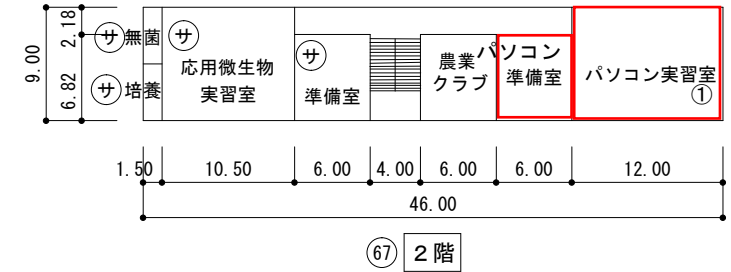 9.00
2.18
6.82
サ 無菌
サ 培養
サ
応用微生物
実習室
サ
準備室
農業
クラブ
パソコン
準備室
パソコン実習室
①
1.50 10.50 6.00 4.00 6.00 6.00 12.00
46.00
67 2階